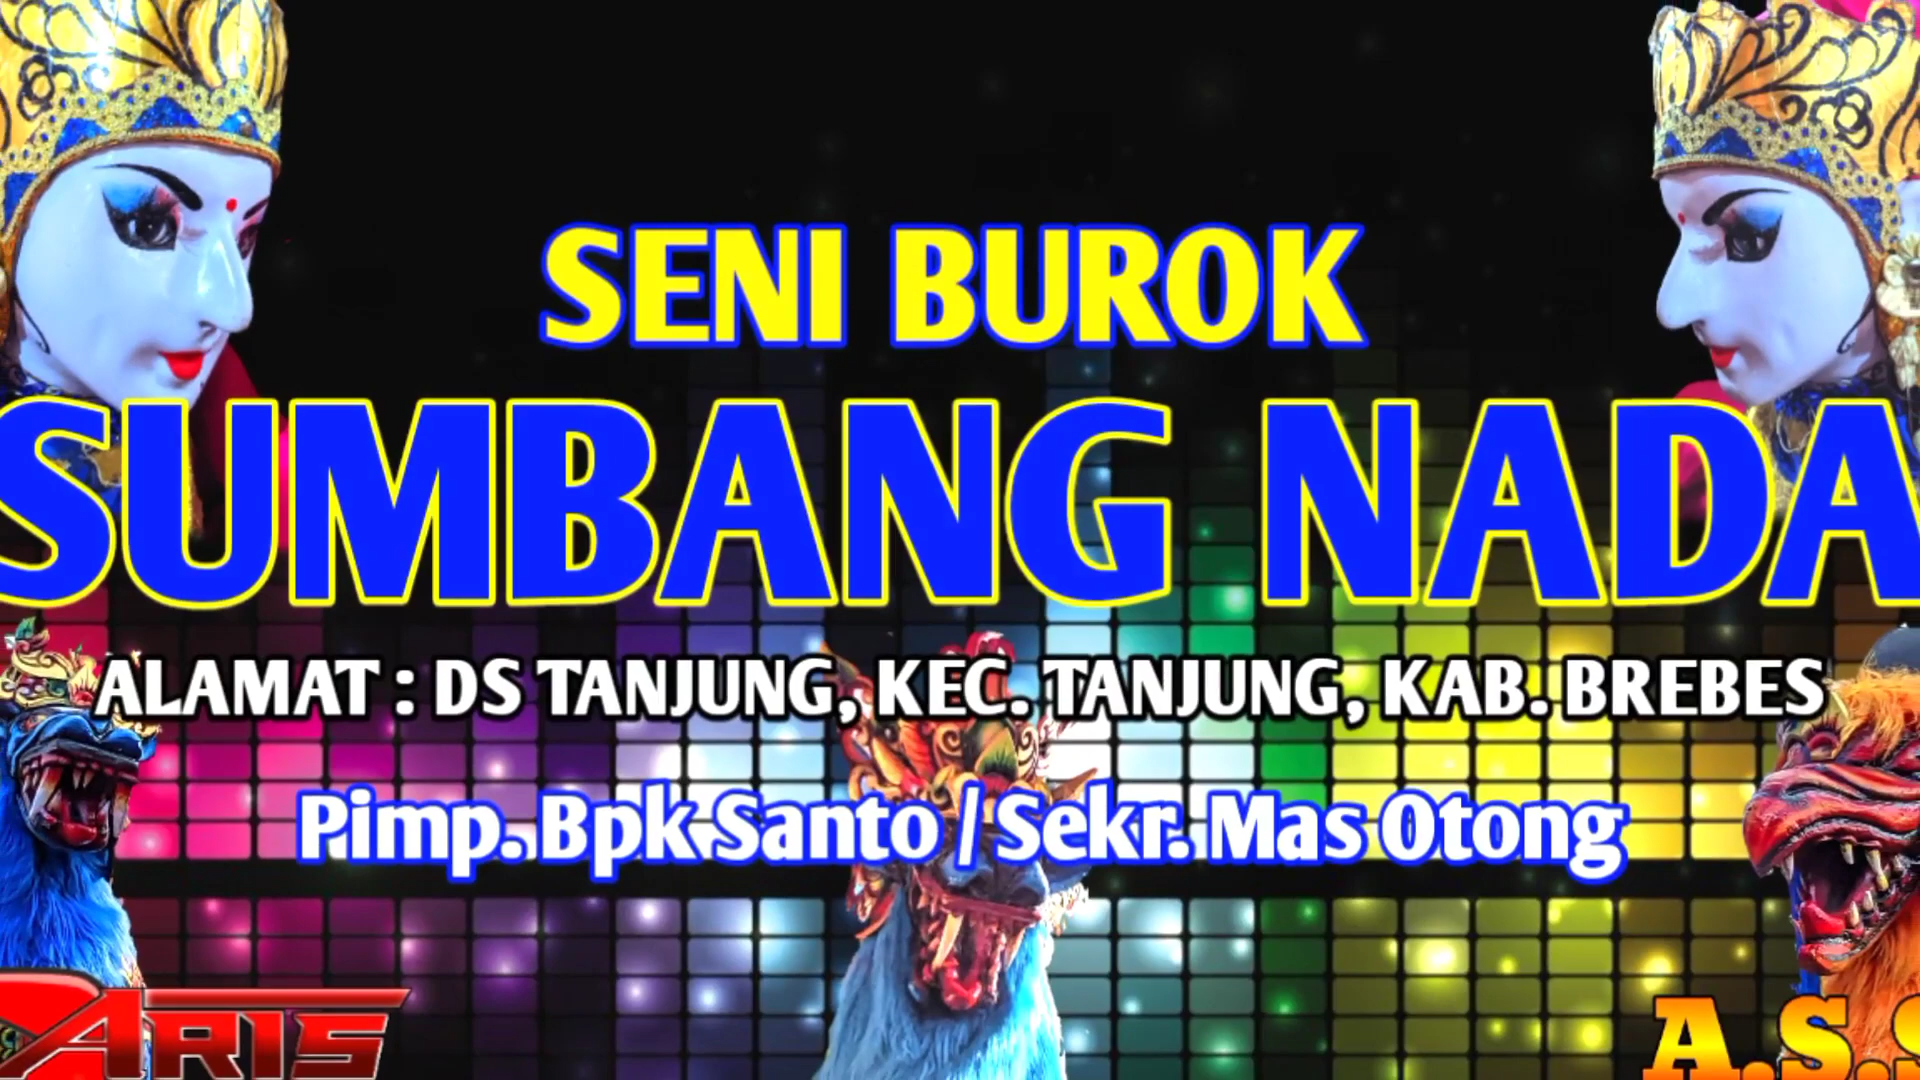 SENI BUROK
SUMBANG NADA
ALAMAT : DS TANJUNG, KEC. TANJUNG, KAB. BREBES
Pimp. Bpk Santo / Sekr. Mas Otong
ARIS
A.S.S